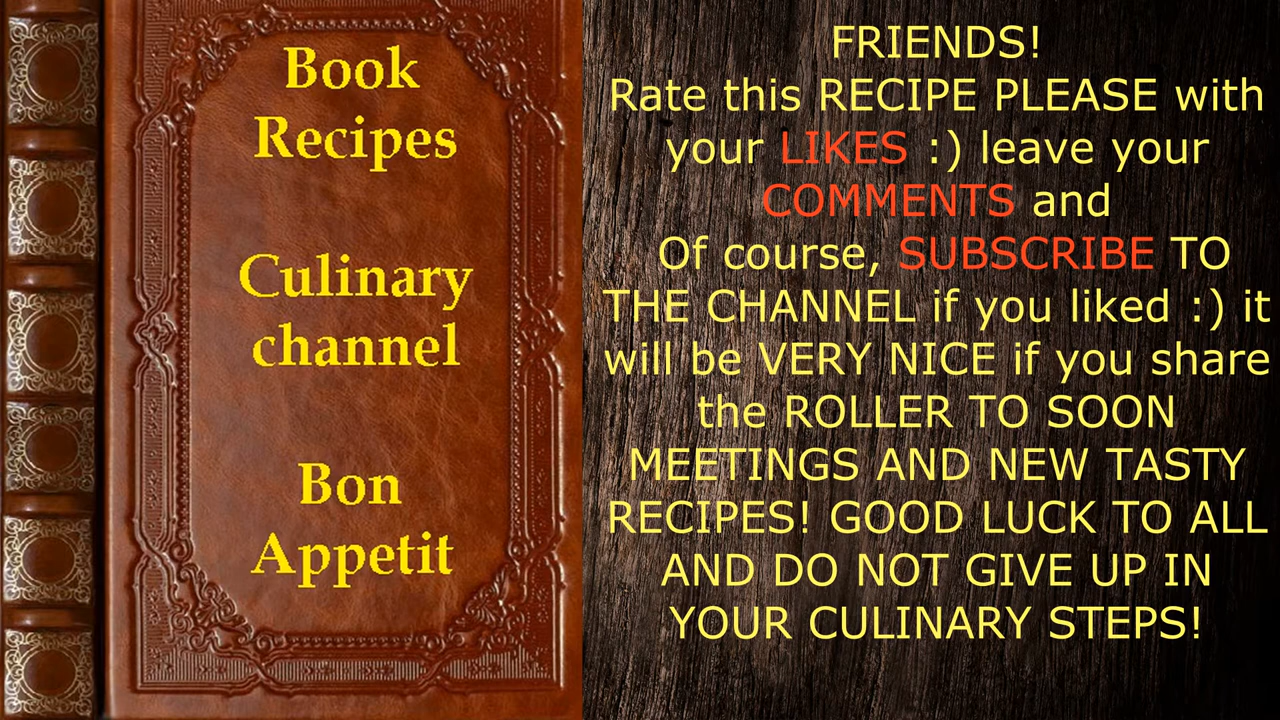 Book
Recipes
Culinary
channel
Bon
Appetit
FRIENDS!
Rate this RECIPE PLEASE with
your LIKES :) leave your
COMMENTS and
Of course, SUBSCRIBE TO
THE CHANNEL if you liked :) it
will be VERY NICE if you share
the ROLLER TO SOON
MEETINGS AND NEW TASTY
RECIPES! GOOD LUCK TO ALL
AND DO NOT GIVE UP IN
YOUR CULINARY STEPS!